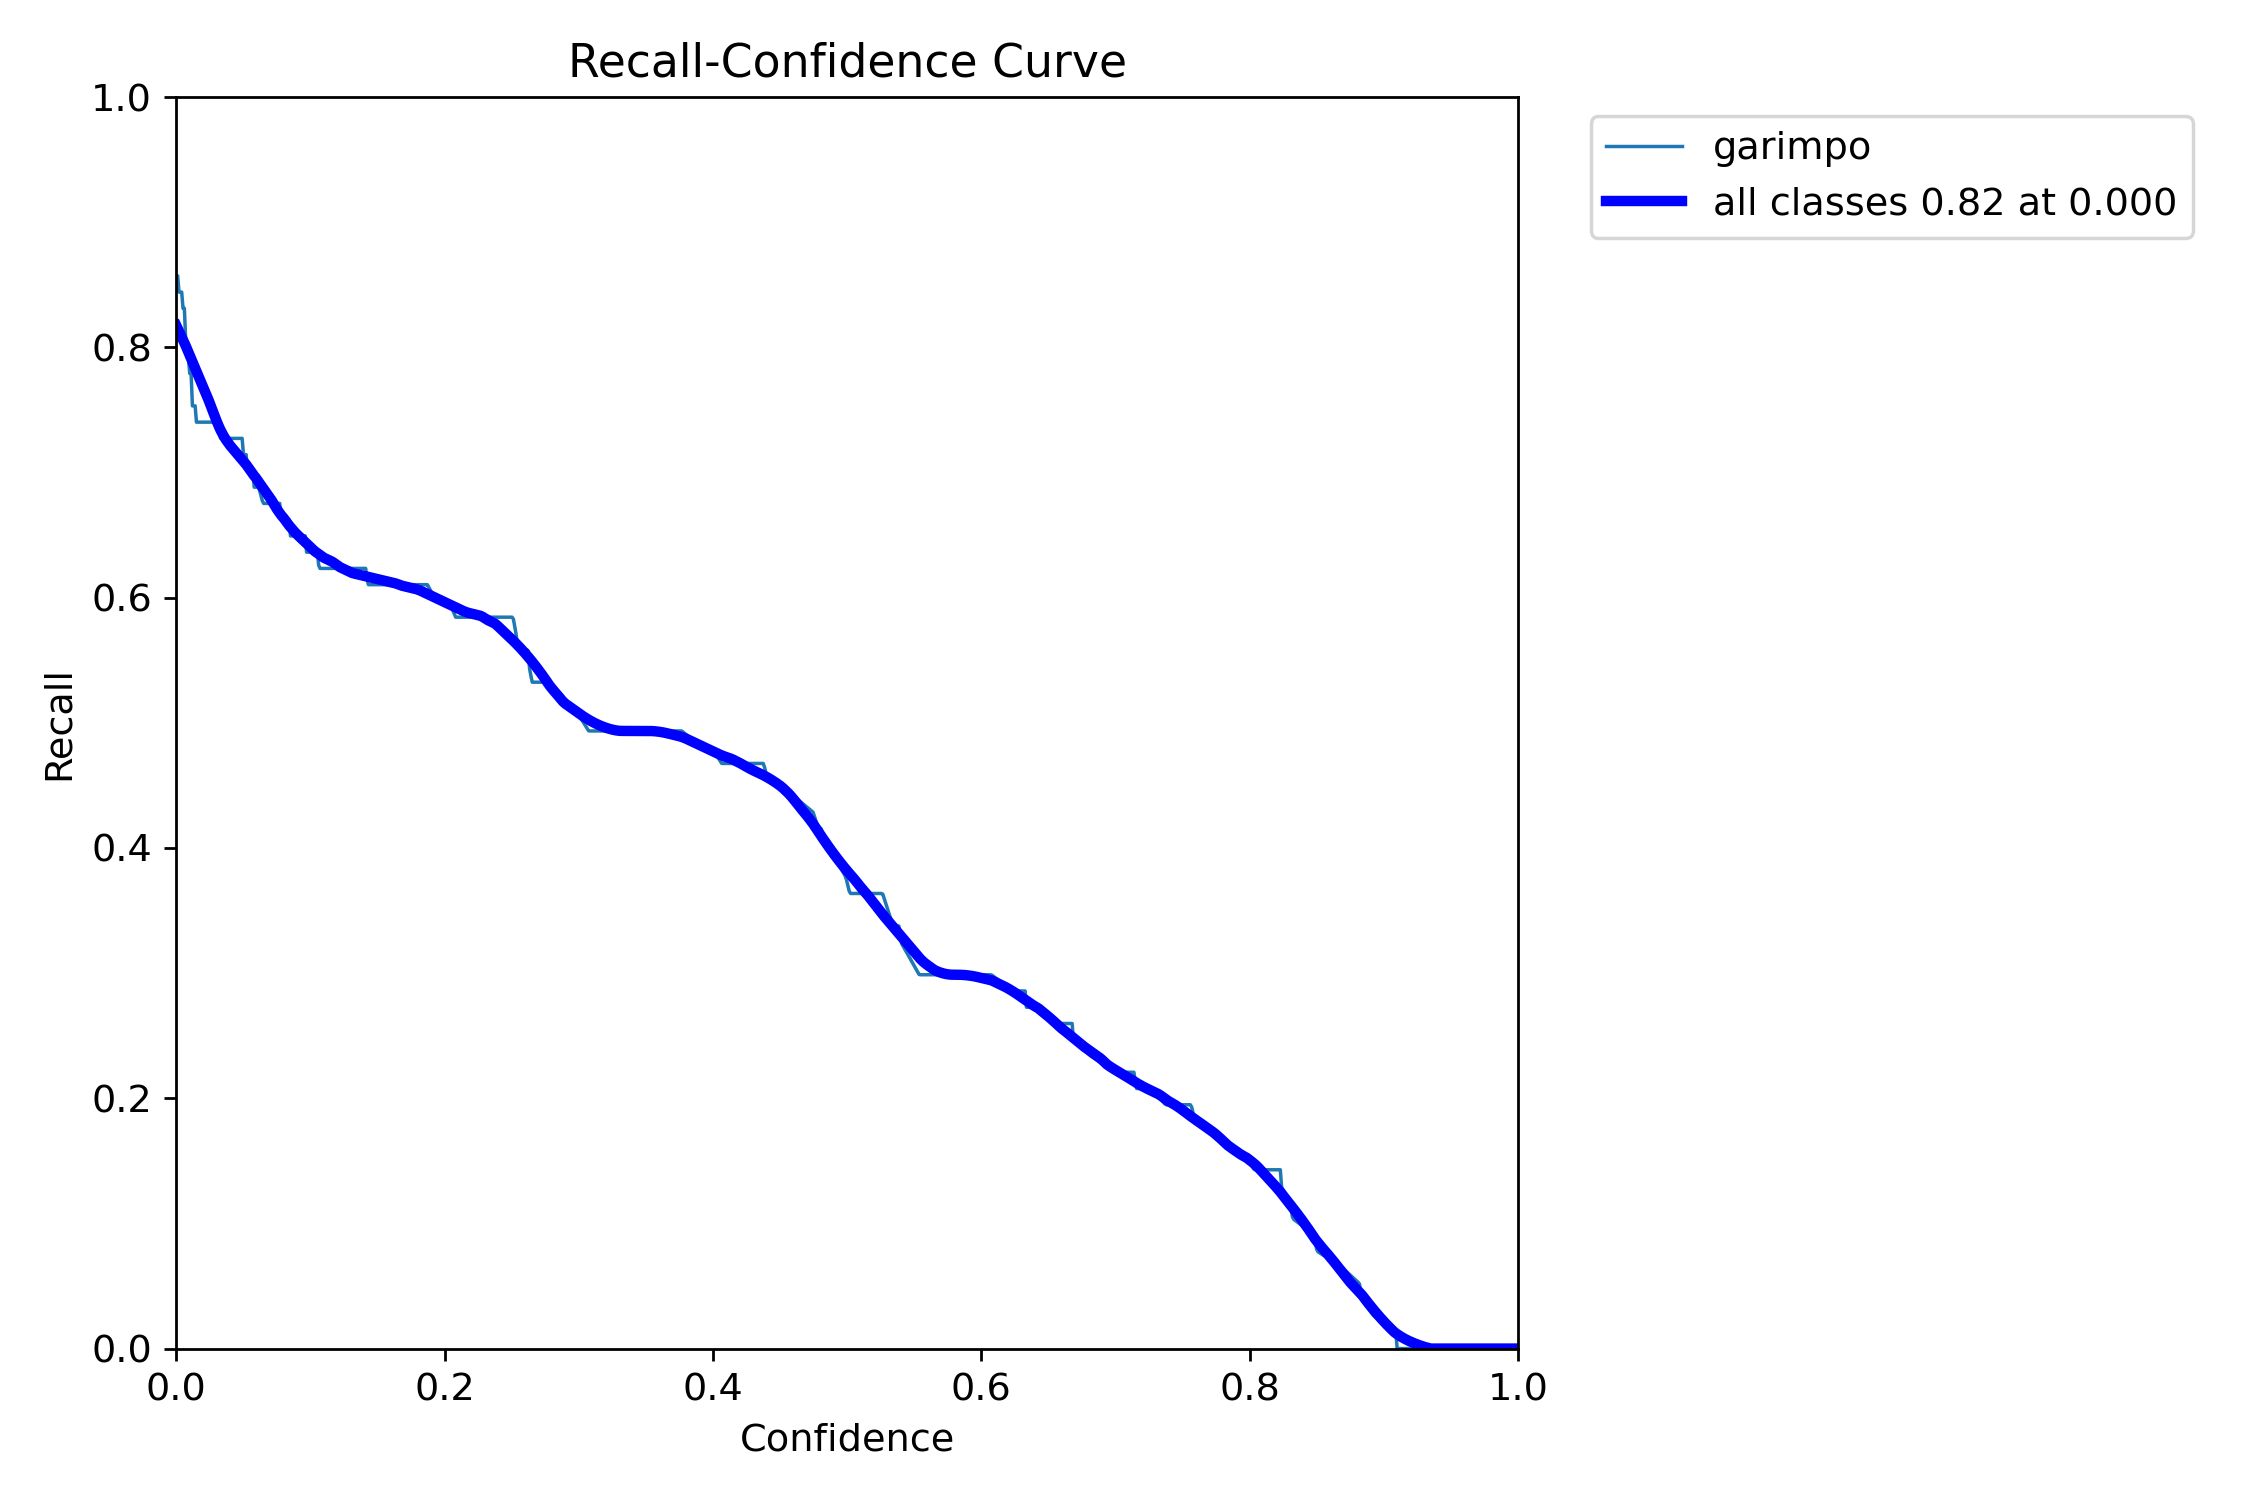 Recall-Confidence Curve
1.0
0.8
0.6
0.4
0.2
0.0
Recall
0.0 0.2 0.4 0.6 0.8 1.0
Confidence
garimpo
all classes 0.82 at 0.000